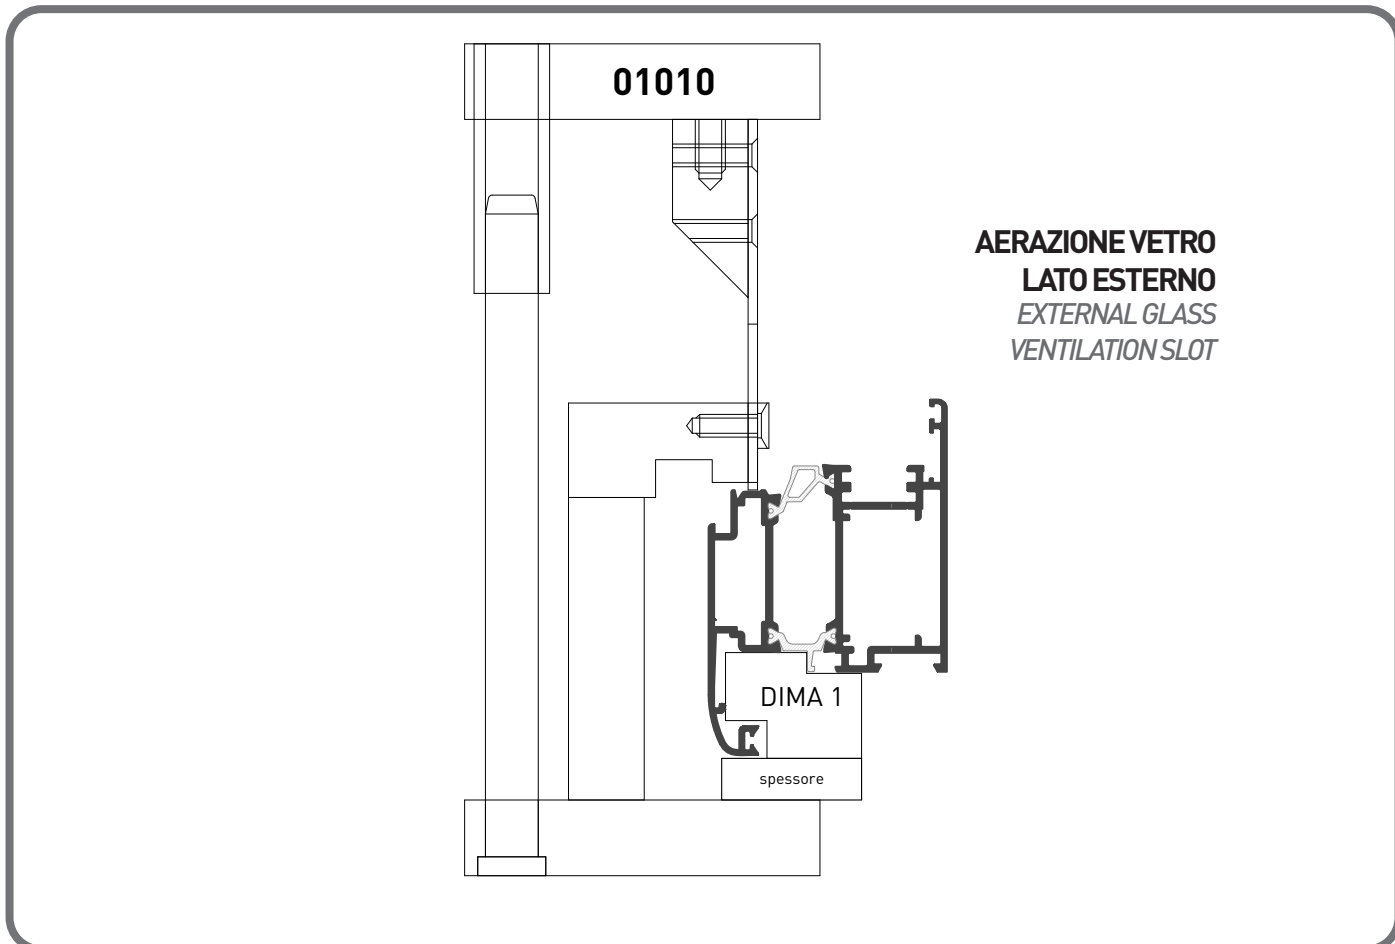 01010
AERAZIONE VETRO
LATO ESTERNO
EXTERNAL GLASS
VENTILATION SLOT
DIMA 1
spessore